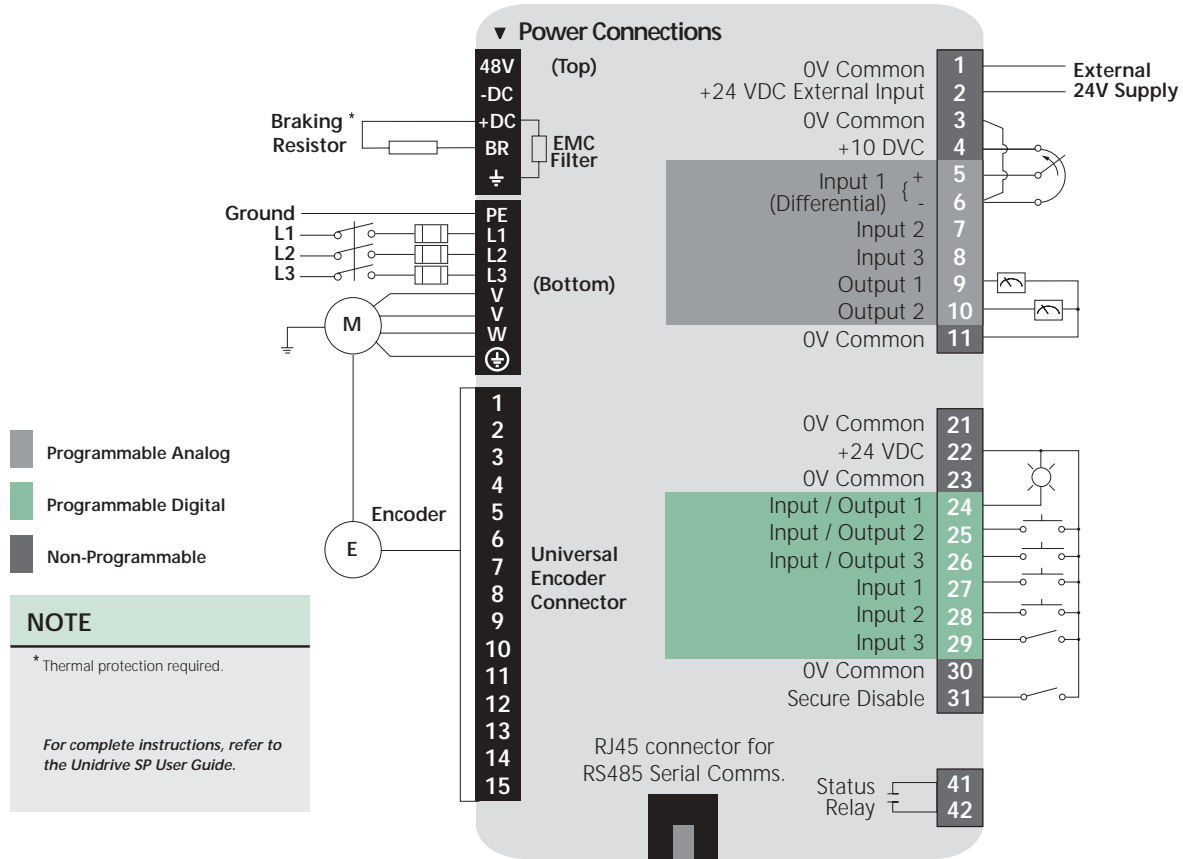 ▼ Power Connections
48V
(Top)
-DC
+DC
BR
Braking *
Resistor
EMC
Filter
Ground
L1
L2
L3
PE
L1
L2
L3
V
V
W
(Bottom)
M
1
2
3
4
5
6
7
8
9
10
11
12
13
14
15
Encoder
E
Universal
Encoder
Connector
0V Common 1
+24 VDC External Input 2
0V Common 3
+10 DVC 4
Input 1 { + 5
(Differential) - 6
Input 2 7
Input 3 8
Output 1 9
Output 2 10
0V Common 11
External
24V Supply
0V Common 21
+24 VDC 22
0V Common 23
Input / Output 1 24
Input / Output 2 25
Input / Output 3 26
Input 1 27
Input 2 28
Input 3 29
0V Common 30
Secure Disable 31
RJ45 connector for
RS485 Serial Comms.
Status 41
Relay 42
Programmable Analog
Programmable Digital
Non-Programmable
NOTE
* Thermal protection required.
For complete instructions, refer to
the Unidrive SP User Guide.